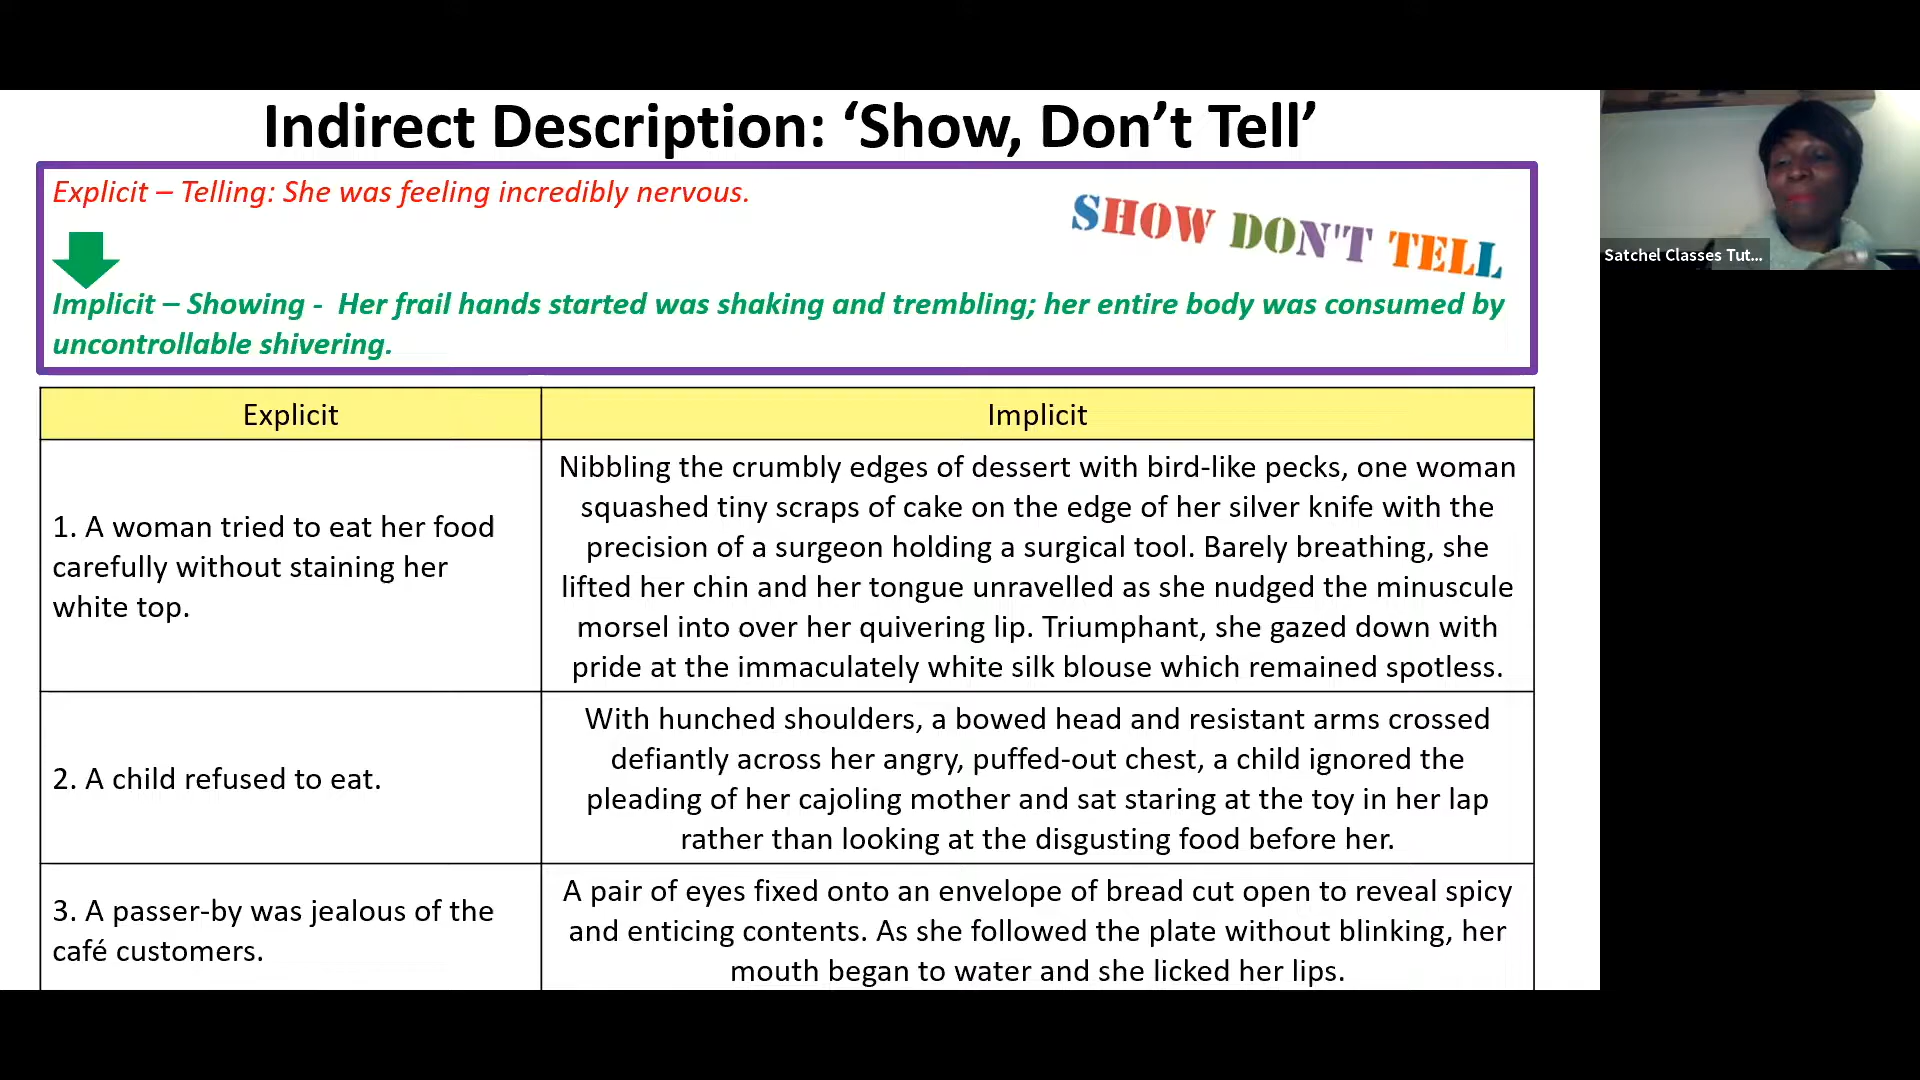 Indirect Description: ‘Show, Don’t Tell’
Explicit – Telling: She was feeling incredibly nervous.
SHOW DON'T TELL
Implicit – Showing - Her frail hands started was shaking and trembling; her entire body was consumed by
uncontrollable shivering.
Explicit
Implicit
1. A woman tried to eat her food
carefully without staining her
white top.
Nibbling the crumbly edges of dessert with bird-like pecks, one woman
squashed tiny scraps of cake on the edge of her silver knife with the
precision of a surgeon holding a surgical tool. Barely breathing, she
lifted her chin and her tongue unravelled as she nudged the minuscule
morsel into over her quivering lip. Triumphant, she gazed down with
pride at the immaculately white silk blouse which remained spotless.
2. A child refused to eat.
With hunched shoulders, a bowed head and resistant arms crossed
defiantly across her angry, puffed-out chest, a child ignored the
pleading of her cajoling mother and sat staring at the toy in her lap
rather than looking at the disgusting food before her.
3. A passer-by was jealous of the
café customers.
A pair of eyes fixed onto an envelope of bread cut open to reveal spicy
and enticing contents. As she followed the plate without blinking, her
mouth began to water and she licked her lips.
Satchel Classes Tut...